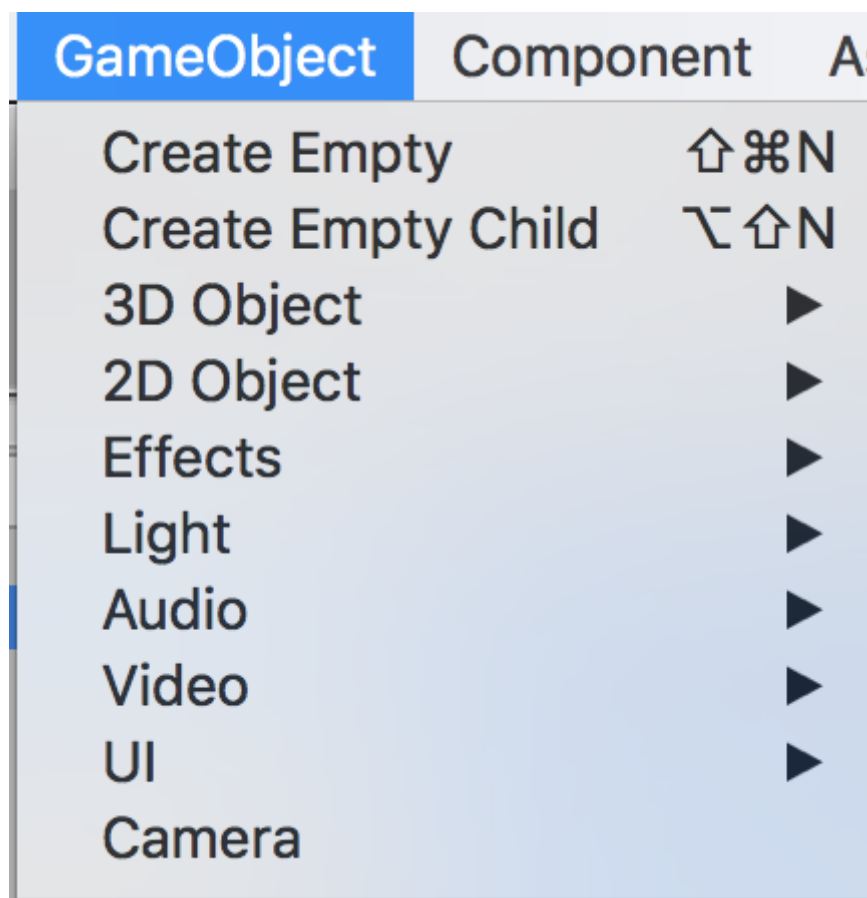 GameObject Component
Create Empty ⇧⌘N
Create Empty Child ⌥⇧N
3D Object ▶
2D Object ▶
Effects ▶
Light ▶
Audio ▶
Video ▶
UI ▶
Camera